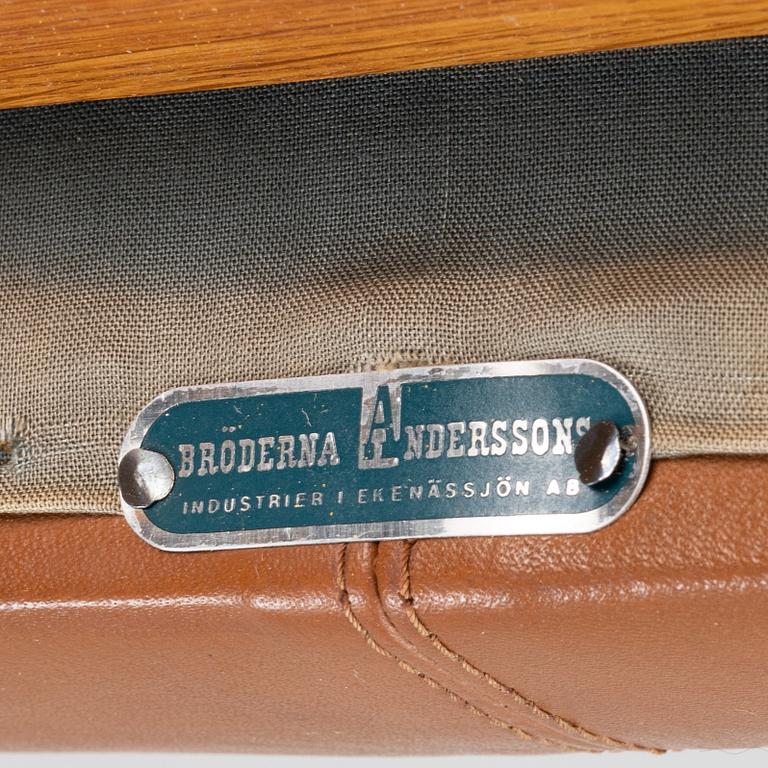 BRÖDERNA ANDERSSONS
INDUSTRIER I EKENÄSSJÖN AB